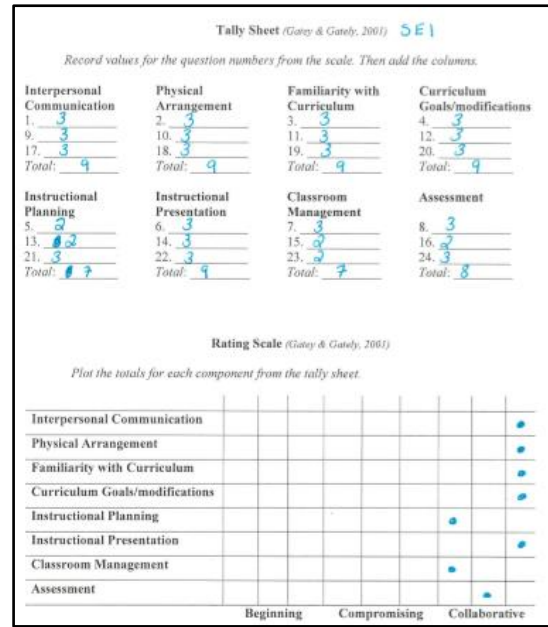 Tally Sheet (Gatey & Gately, 2001) SE1
Record values for the question numbers from the scale. Then add the columns.
Interpersonal Communication
1. 3
9. 3
17. 3
Total: 9
Physical Arrangement
2. 3
10. 3
18. 3
Total: 9
Familiarity with Curriculum
3. 3
11. 3
19. 3
Total: 9
Curriculum Goals/modifications
4. 3
12. 3
20. 3
Total: 9
Instructional Planning
5. 2
13. 2
21. 3
Total: 7
Instructional Presentation
6. 3
14. 3
22. 3
Total: 9
Classroom Management
7. 3
15. 2
23. 2
Total: 7
Assessment
8. 3
16. 2
24. 3
Total: 8
Rating Scale (Gatey & Gately, 2001)
Plot the totals for each component from the tally sheet.
Interpersonal Communication
Physical Arrangement
Familiarity with Curriculum
Curriculum Goals/modifications
Instructional Planning
Instructional Presentation
Classroom Management
Assessment
Beginning Compromising Collaborative